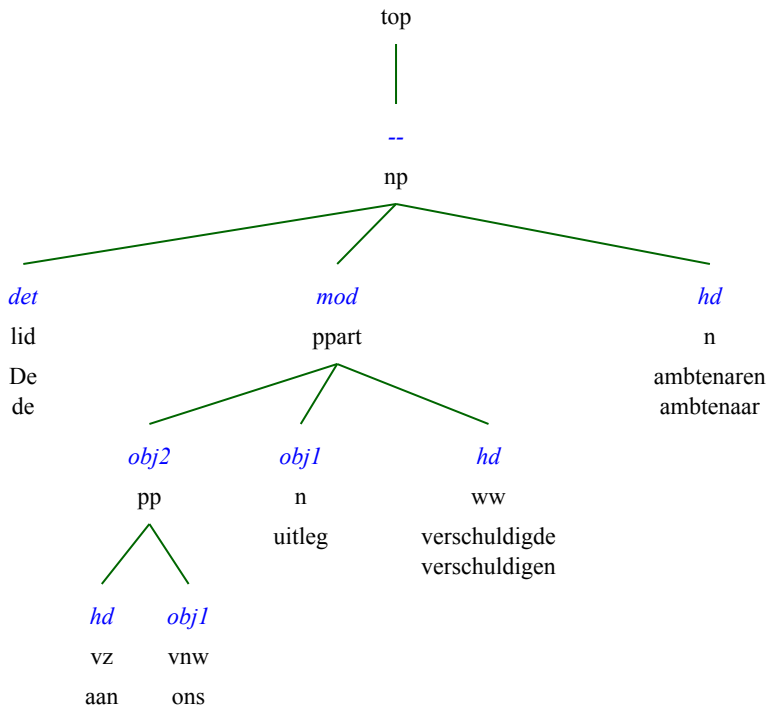 top
--
np
det mod hd
lid ppart n
De ambtenaren
de ambtenaar
obj2 obj1 hd
pp n ww
uitleg verschuldigde
verschuldigen
hd obj1
vz vnw
aan ons